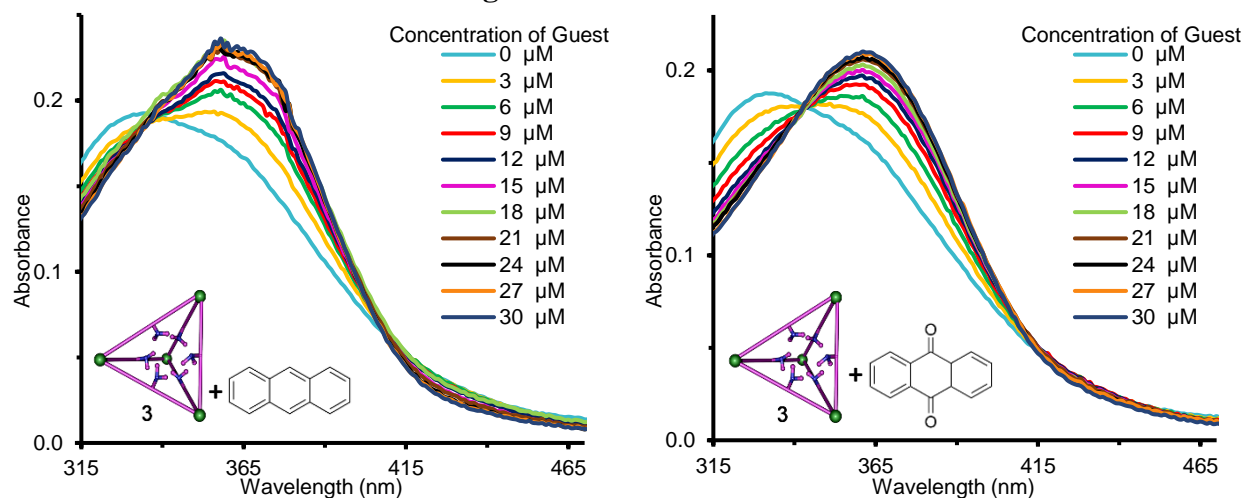 Concentration of Guest
0 µM
3 µM
6 µM
9 µM
12 µM
15 µM
18 µM
21 µM
24 µM
27 µM
30 µM
0.2
0.1
0.0
Absorbance
3
+
315
365
415
465
Wavelength (nm)
Concentration of Guest
0 µM
3 µM
6 µM
9 µM
12 µM
15 µM
18 µM
21 µM
24 µM
27 µM
30 µM
0.2
0.1
0.0
Absorbance
3
+
O
O
315
365
415
465
Wavelength (nm)